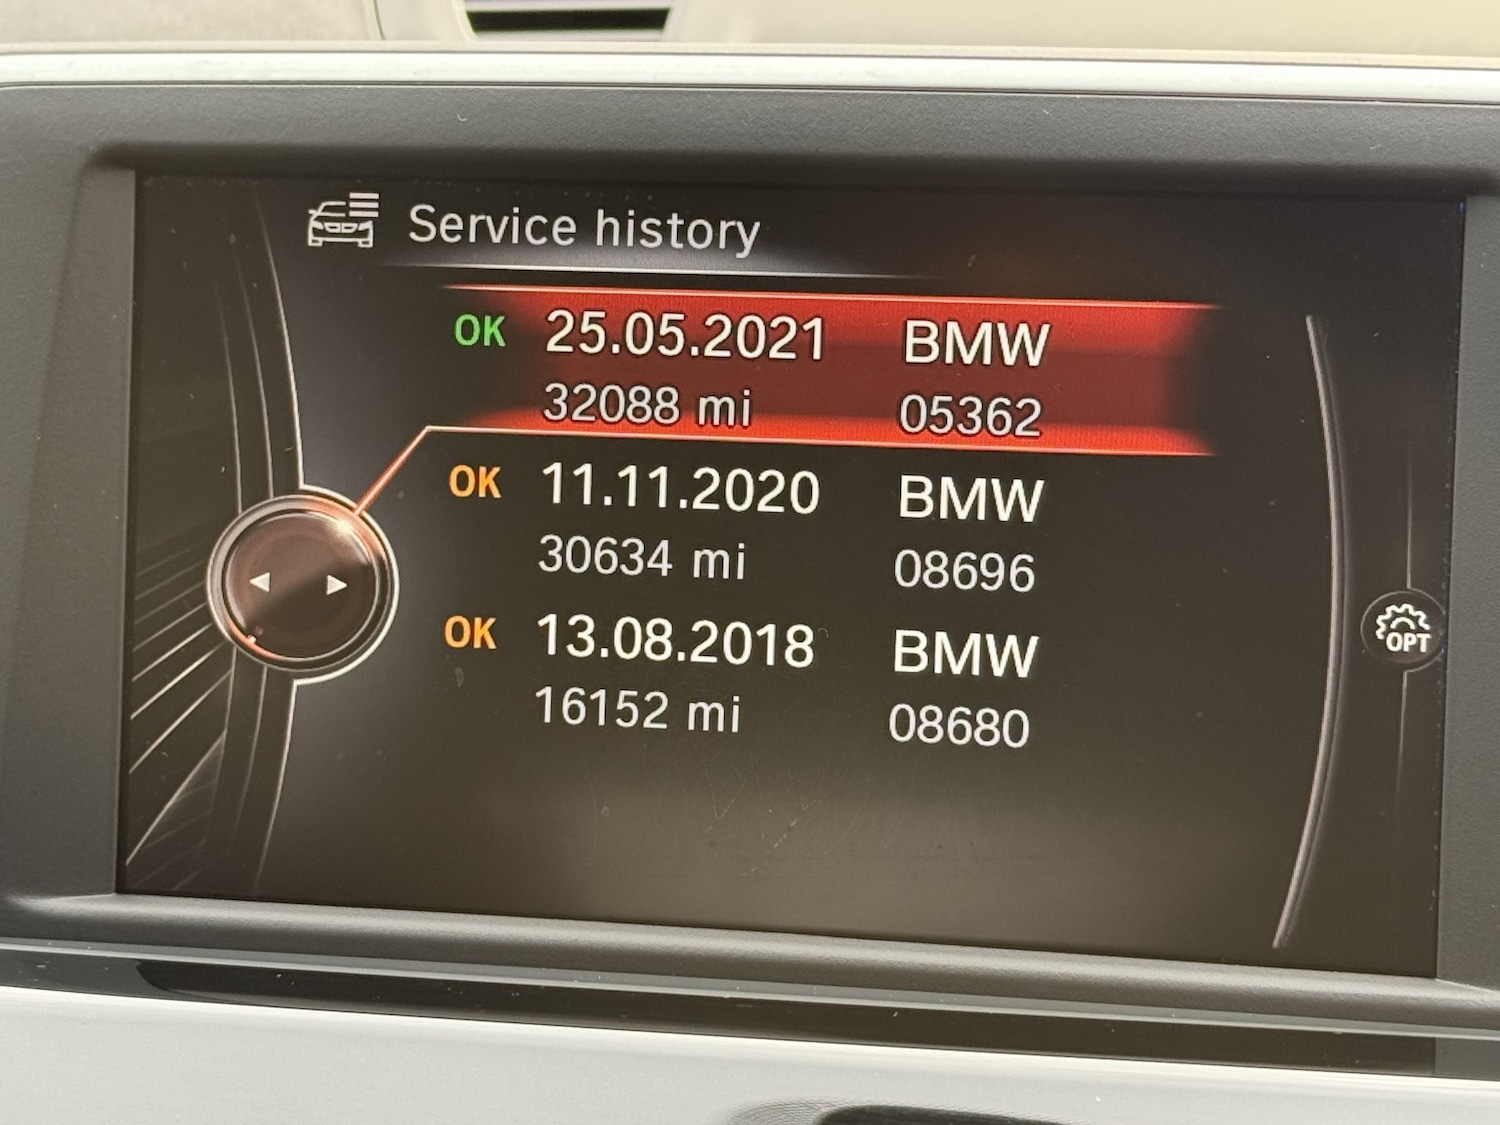 Service history
OK 25.05.2021 BMW
32088 mi 05362
OK 11.11.2020 BMW
30634 mi 08696
OK 13.08.2018 BMW
16152 mi 08680
OPT